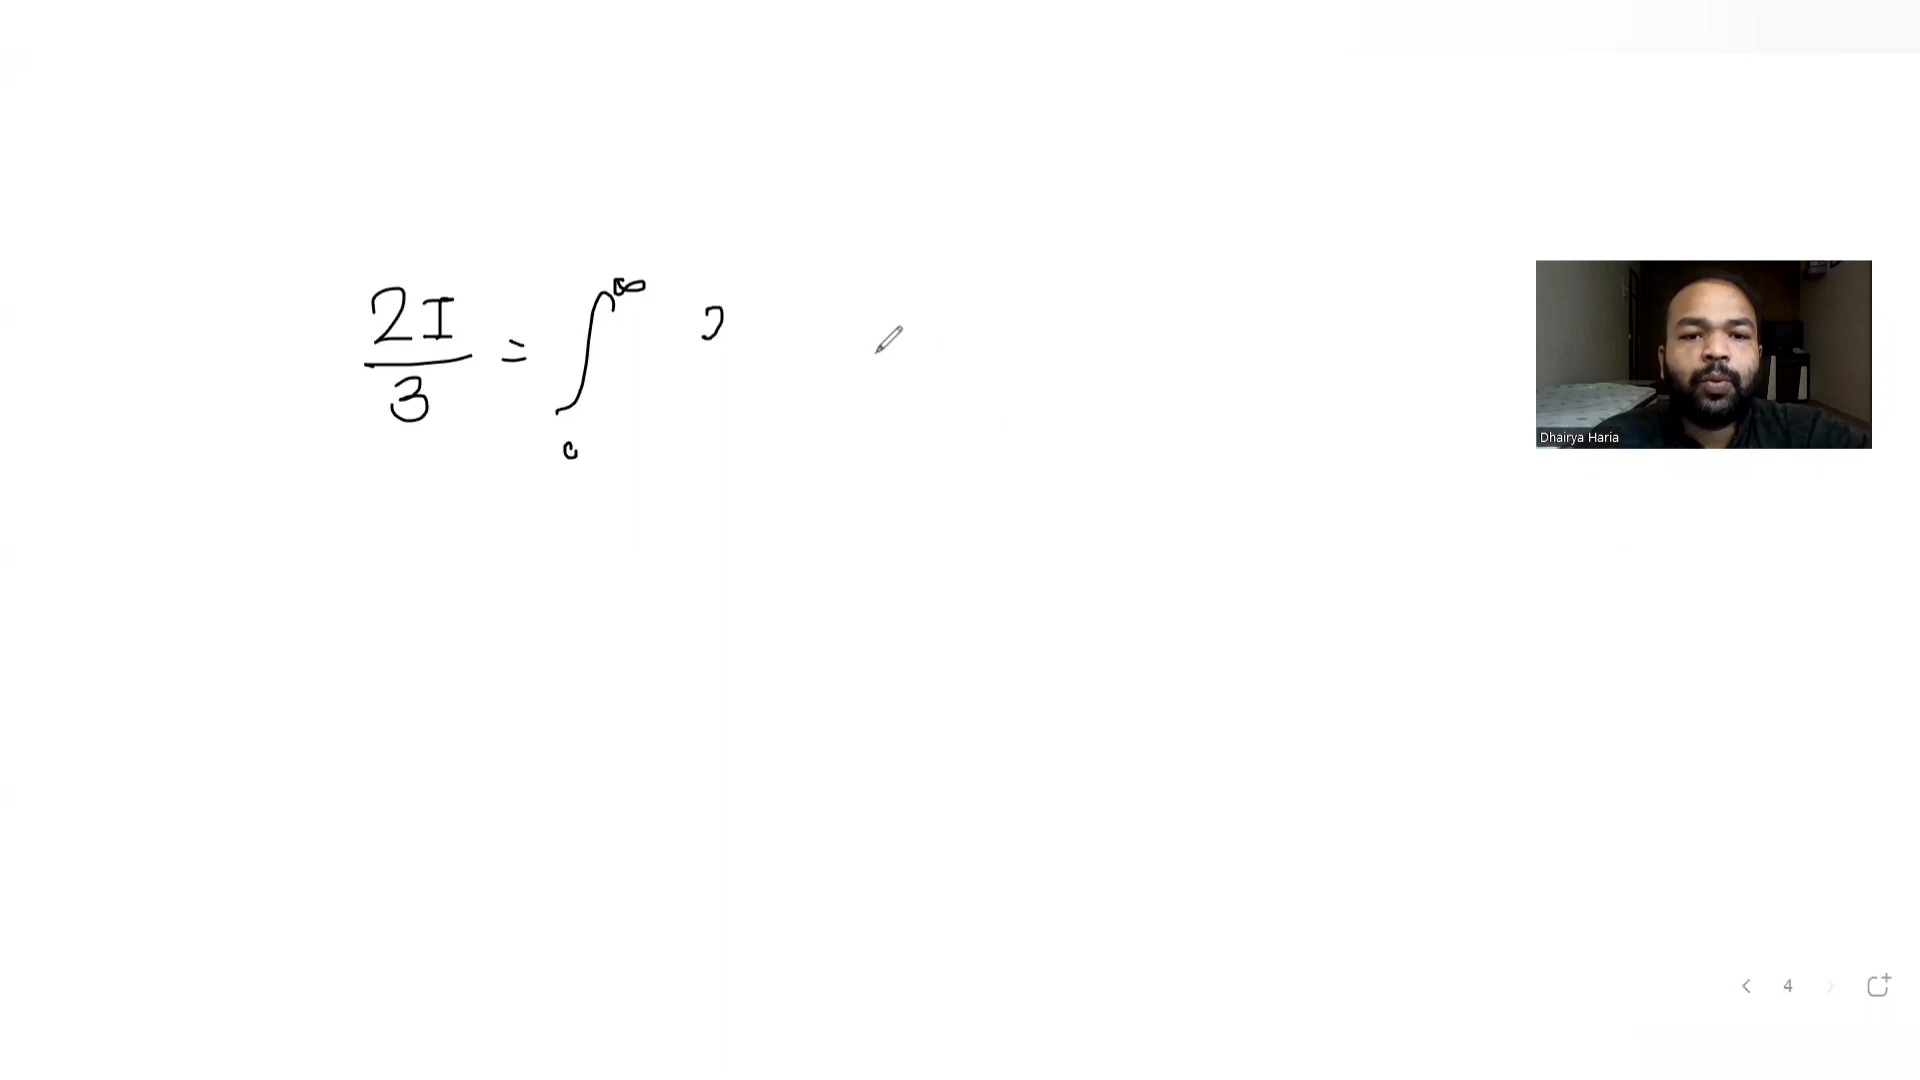 2I/3 = ∫₀^∞
Dhairya Haria
4